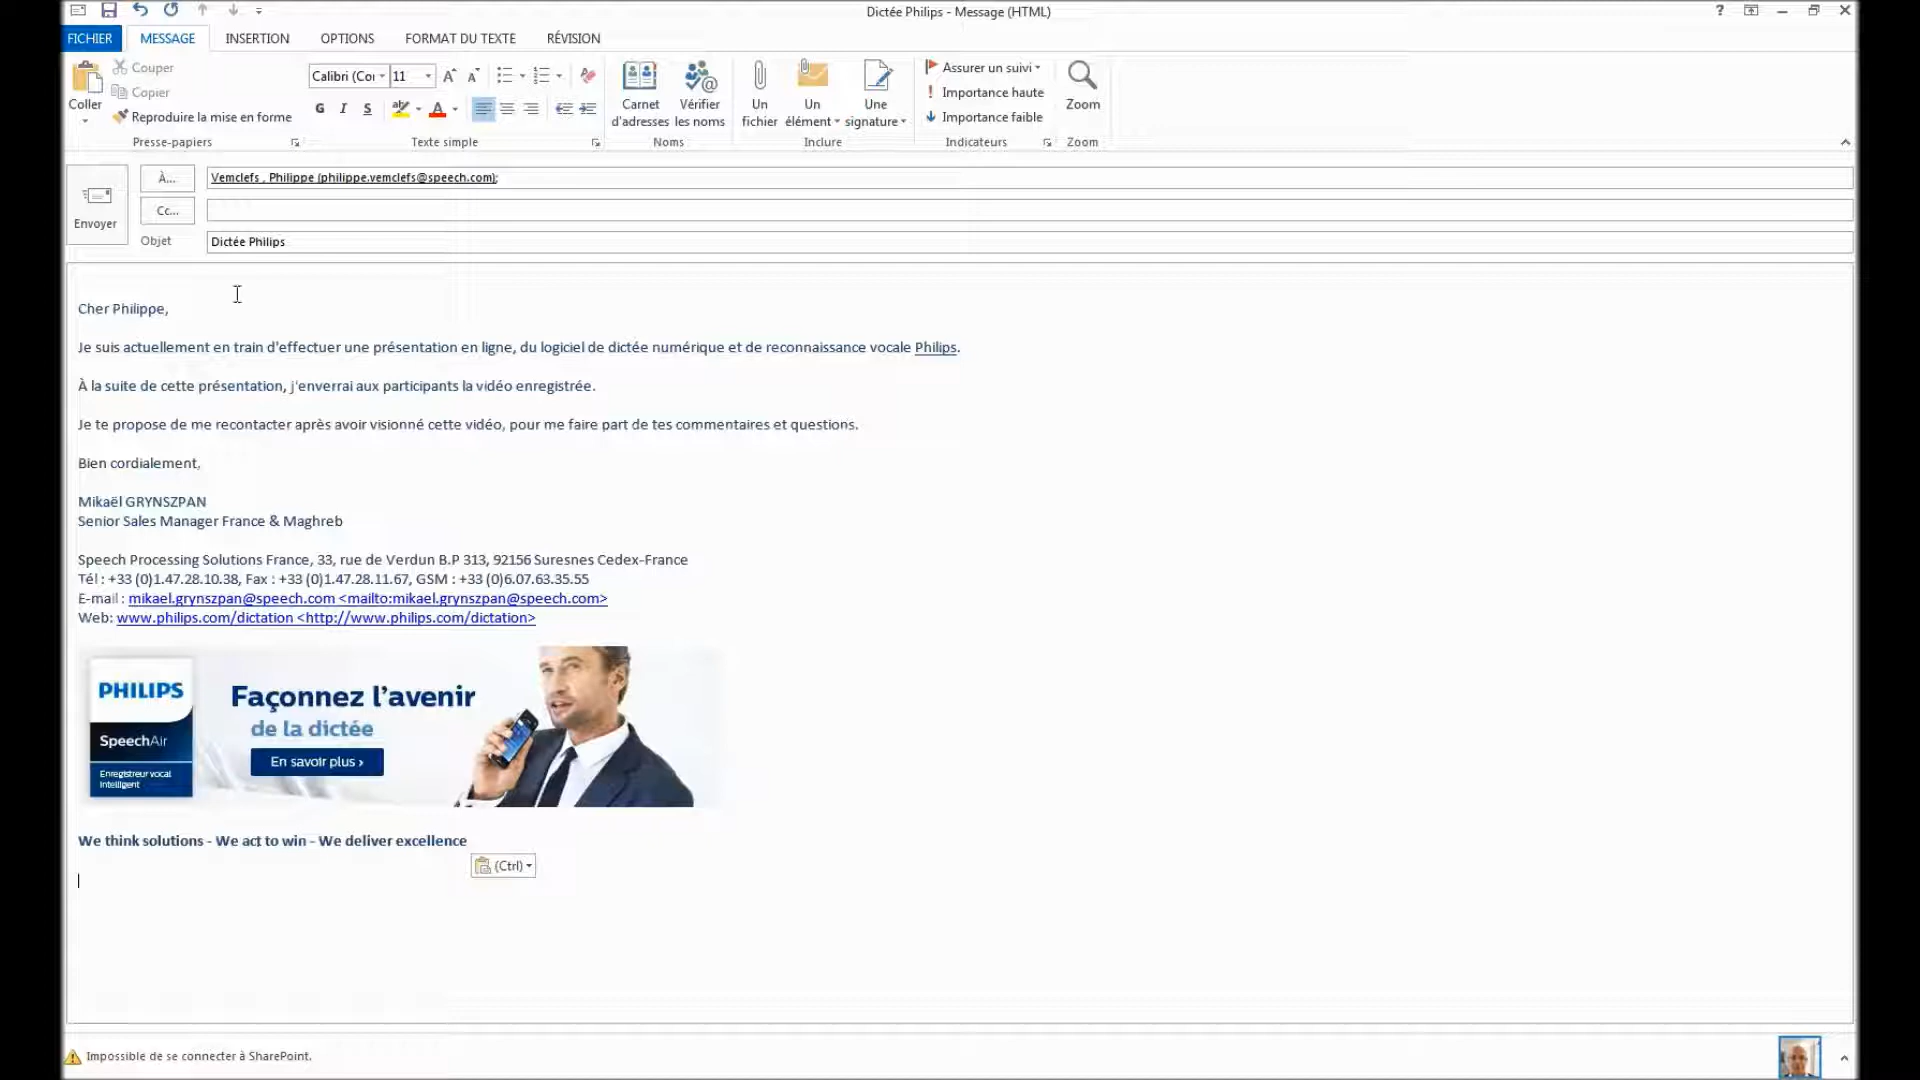 Dictée Philips - Message (HTML)
?
FICHIER MESSAGE INSERTION OPTIONS FORMAT DU TEXTE RÉVISION
Coller
Couper
Copier
Reproduire la mise en forme
Presse-papiers
Calibri (Coı 11
G I S
Texte simple
Carnet d'adresses
Vérifier les noms
Noms
Un fichier
Un élément
Une signature
Inclure
Assurer un suivi
Importance haute
Importance faible
Indicateurs
Zoom
Zoom
Envoyer
À... Vemclefs , Philippe (philippe.vemclefs@speech.com);
Cc...
Objet Dictée Philips
Cher Philippe,
Je suis actuellement en train d'effectuer une présentation en ligne, du logiciel de dictée numérique et de reconnaissance vocale Philips.
À la suite de cette présentation, j'enverrai aux participants la vidéo enregistrée.
Je te propose de me recontacter après avoir visionné cette vidéo, pour me faire part de tes commentaires et questions.
Bien cordialement,
Mikaël GRYNSZPAN
Senior Sales Manager France & Maghreb
Speech Processing Solutions France, 33, rue de Verdun B.P 313, 92156 Suresnes Cedex-France
Tél : +33 (0)1.47.28.10.38, Fax : +33 (0)1.47.28.11.67, GSM : +33 (0)6.07.63.35.55
E-mail : mikael.grynszpan@speech.com <mailto:mikael.grynszpan@speech.com>
Web: www.philips.com/dictation <http://www.philips.com/dictation>
PHILIPS
SpeechAir
Enregistreur vocal
intelligent
Façonnez l'avenir
de la dictée
En savoir plus ›
We think solutions - We act to win - We deliver excellence
(Ctrl)
Impossible de se connecter à SharePoint.